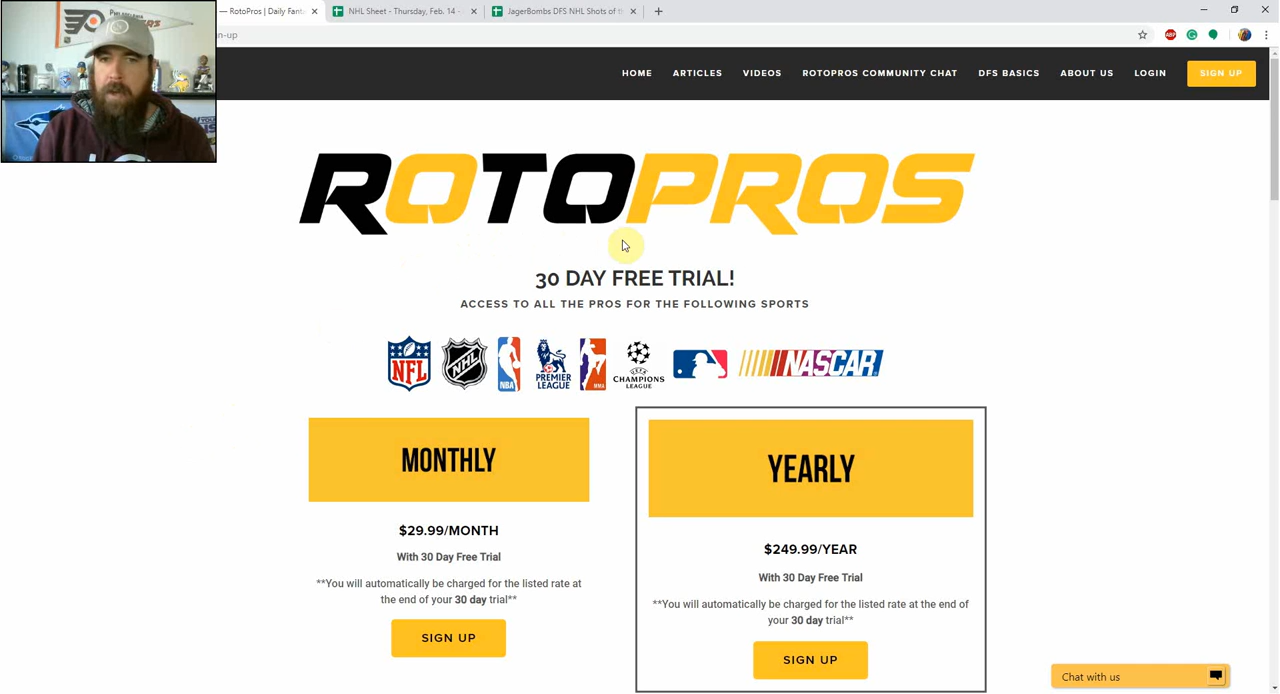 — RotoPros | Daily Fanta
NHL Sheet - Thursday, Feb. 14 -
JagerBombs DFS NHL Shots of th
n-up
ABP
HOME
ARTICLES
VIDEOS
ROTOPROS COMMUNITY CHAT
DFS BASICS
ABOUT US
LOGIN
SIGN UP
ROTOPROS
30 DAY FREE TRIAL!
ACCESS TO ALL THE PROS FOR THE FOLLOWING SPORTS
NFL
NHL
NBA
PREMIER
LEAGUE
MMA
CHAMPIONS
LEAGUE
NASCAR
MONTHLY
$29.99/MONTH
With 30 Day Free Trial
**You will automatically be charged for the listed rate at
the end of your 30 day trial**
SIGN UP
YEARLY
$249.99/YEAR
With 30 Day Free Trial
**You will automatically be charged for the listed rate at the end of
your 30 day trial**
SIGN UP
Chat with us